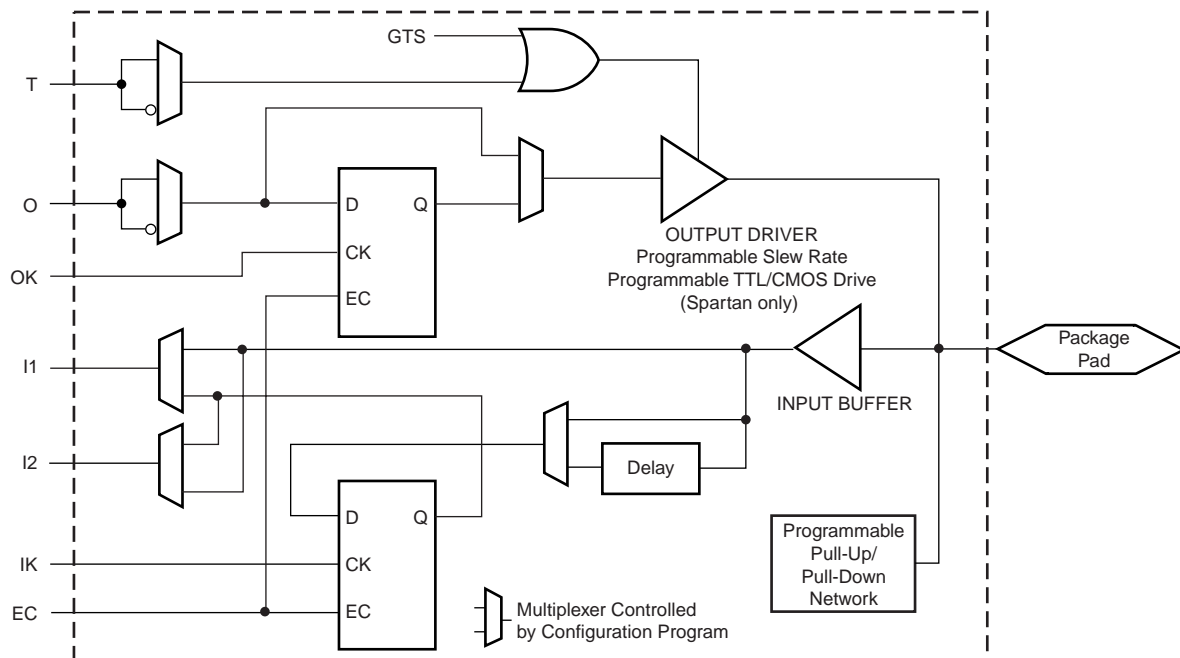 GTS
T
O
D
Q
OUTPUT DRIVER
Programmable Slew Rate
Programmable TTL/CMOS Drive
(Spartan only)
CK
OK
EC
I1
Package
Pad
INPUT BUFFER
I2
Delay
D
Q
Programmable
Pull-Up/
Pull-Down
Network
IK
CK
EC
EC
Multiplexer Controlled
by Configuration Program